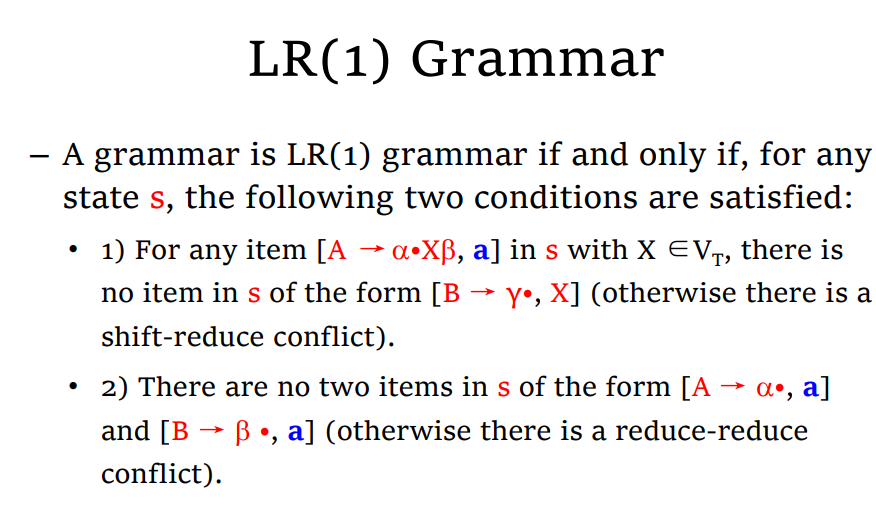 LR(1) Grammar
– A grammar is LR(1) grammar if and only if, for any
state s, the following two conditions are satisfied:
• 1) For any item [A → α•Xβ, a] in s with X ∈V_T, there is
no item in s of the form [B → γ•, X] (otherwise there is a
shift-reduce conflict).
• 2) There are no two items in s of the form [A → α•, a]
and [B → β •, a] (otherwise there is a reduce-reduce
conflict).